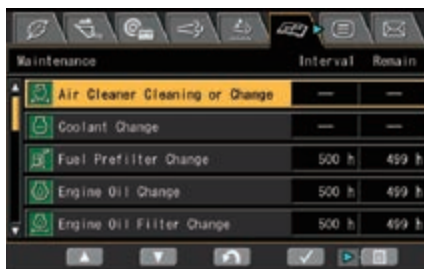 Maintenance Interval Remain
Air Cleaner Cleaning or Change — —
Coolant Change — —
Fuel Prefilter Change 500 h 499 h
Engine Oil Change 500 h 499 h
Engine Oil Filter Change 500 h 499 h